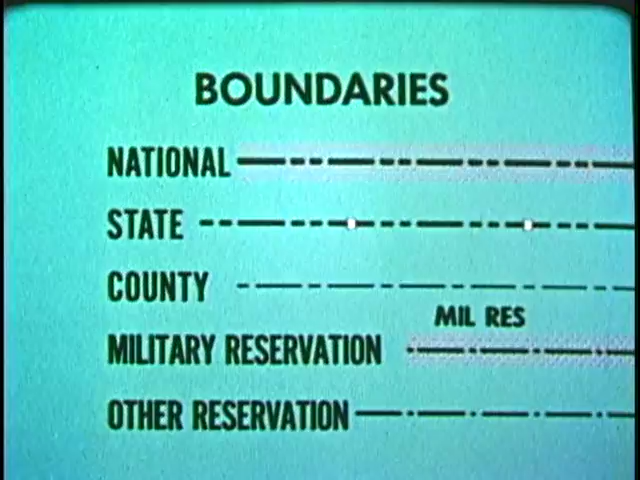 BOUNDARIES
NATIONAL
STATE
COUNTY
MIL RES
MILITARY RESERVATION
OTHER RESERVATION